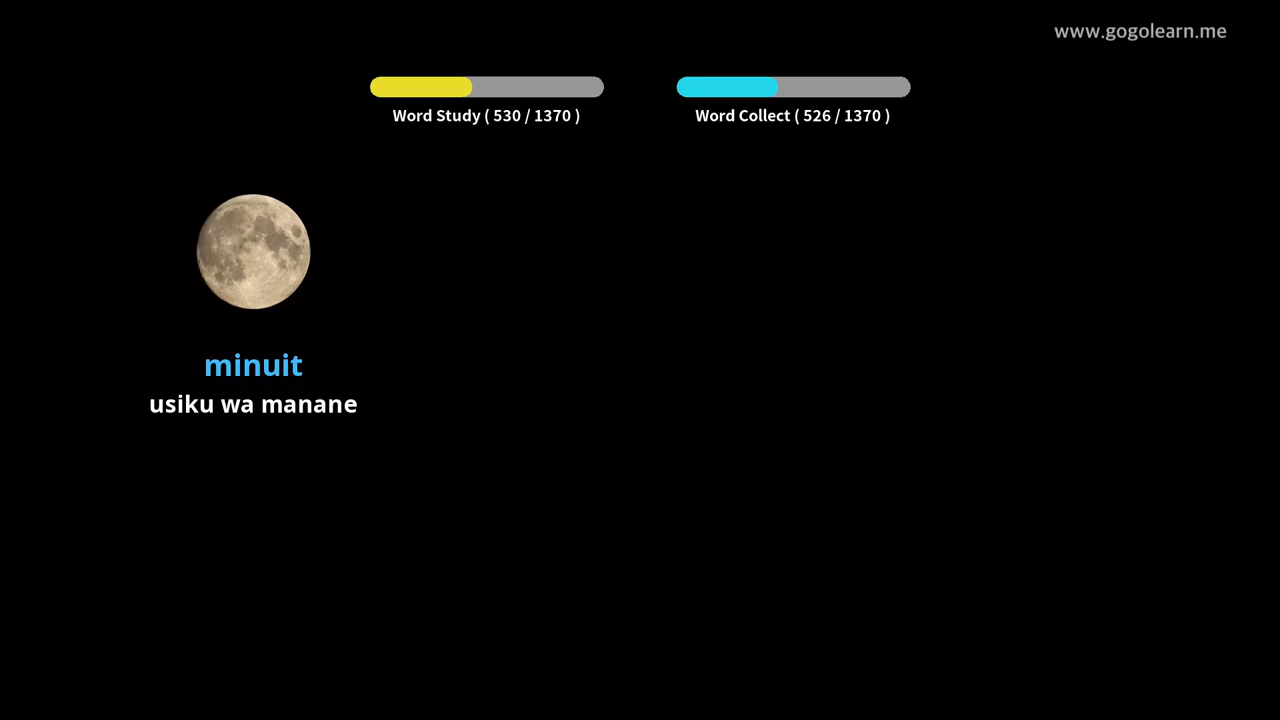 www.gogolearn.me
Word Study ( 530 / 1370 )
Word Collect ( 526 / 1370 )
minuit
usiku wa manane